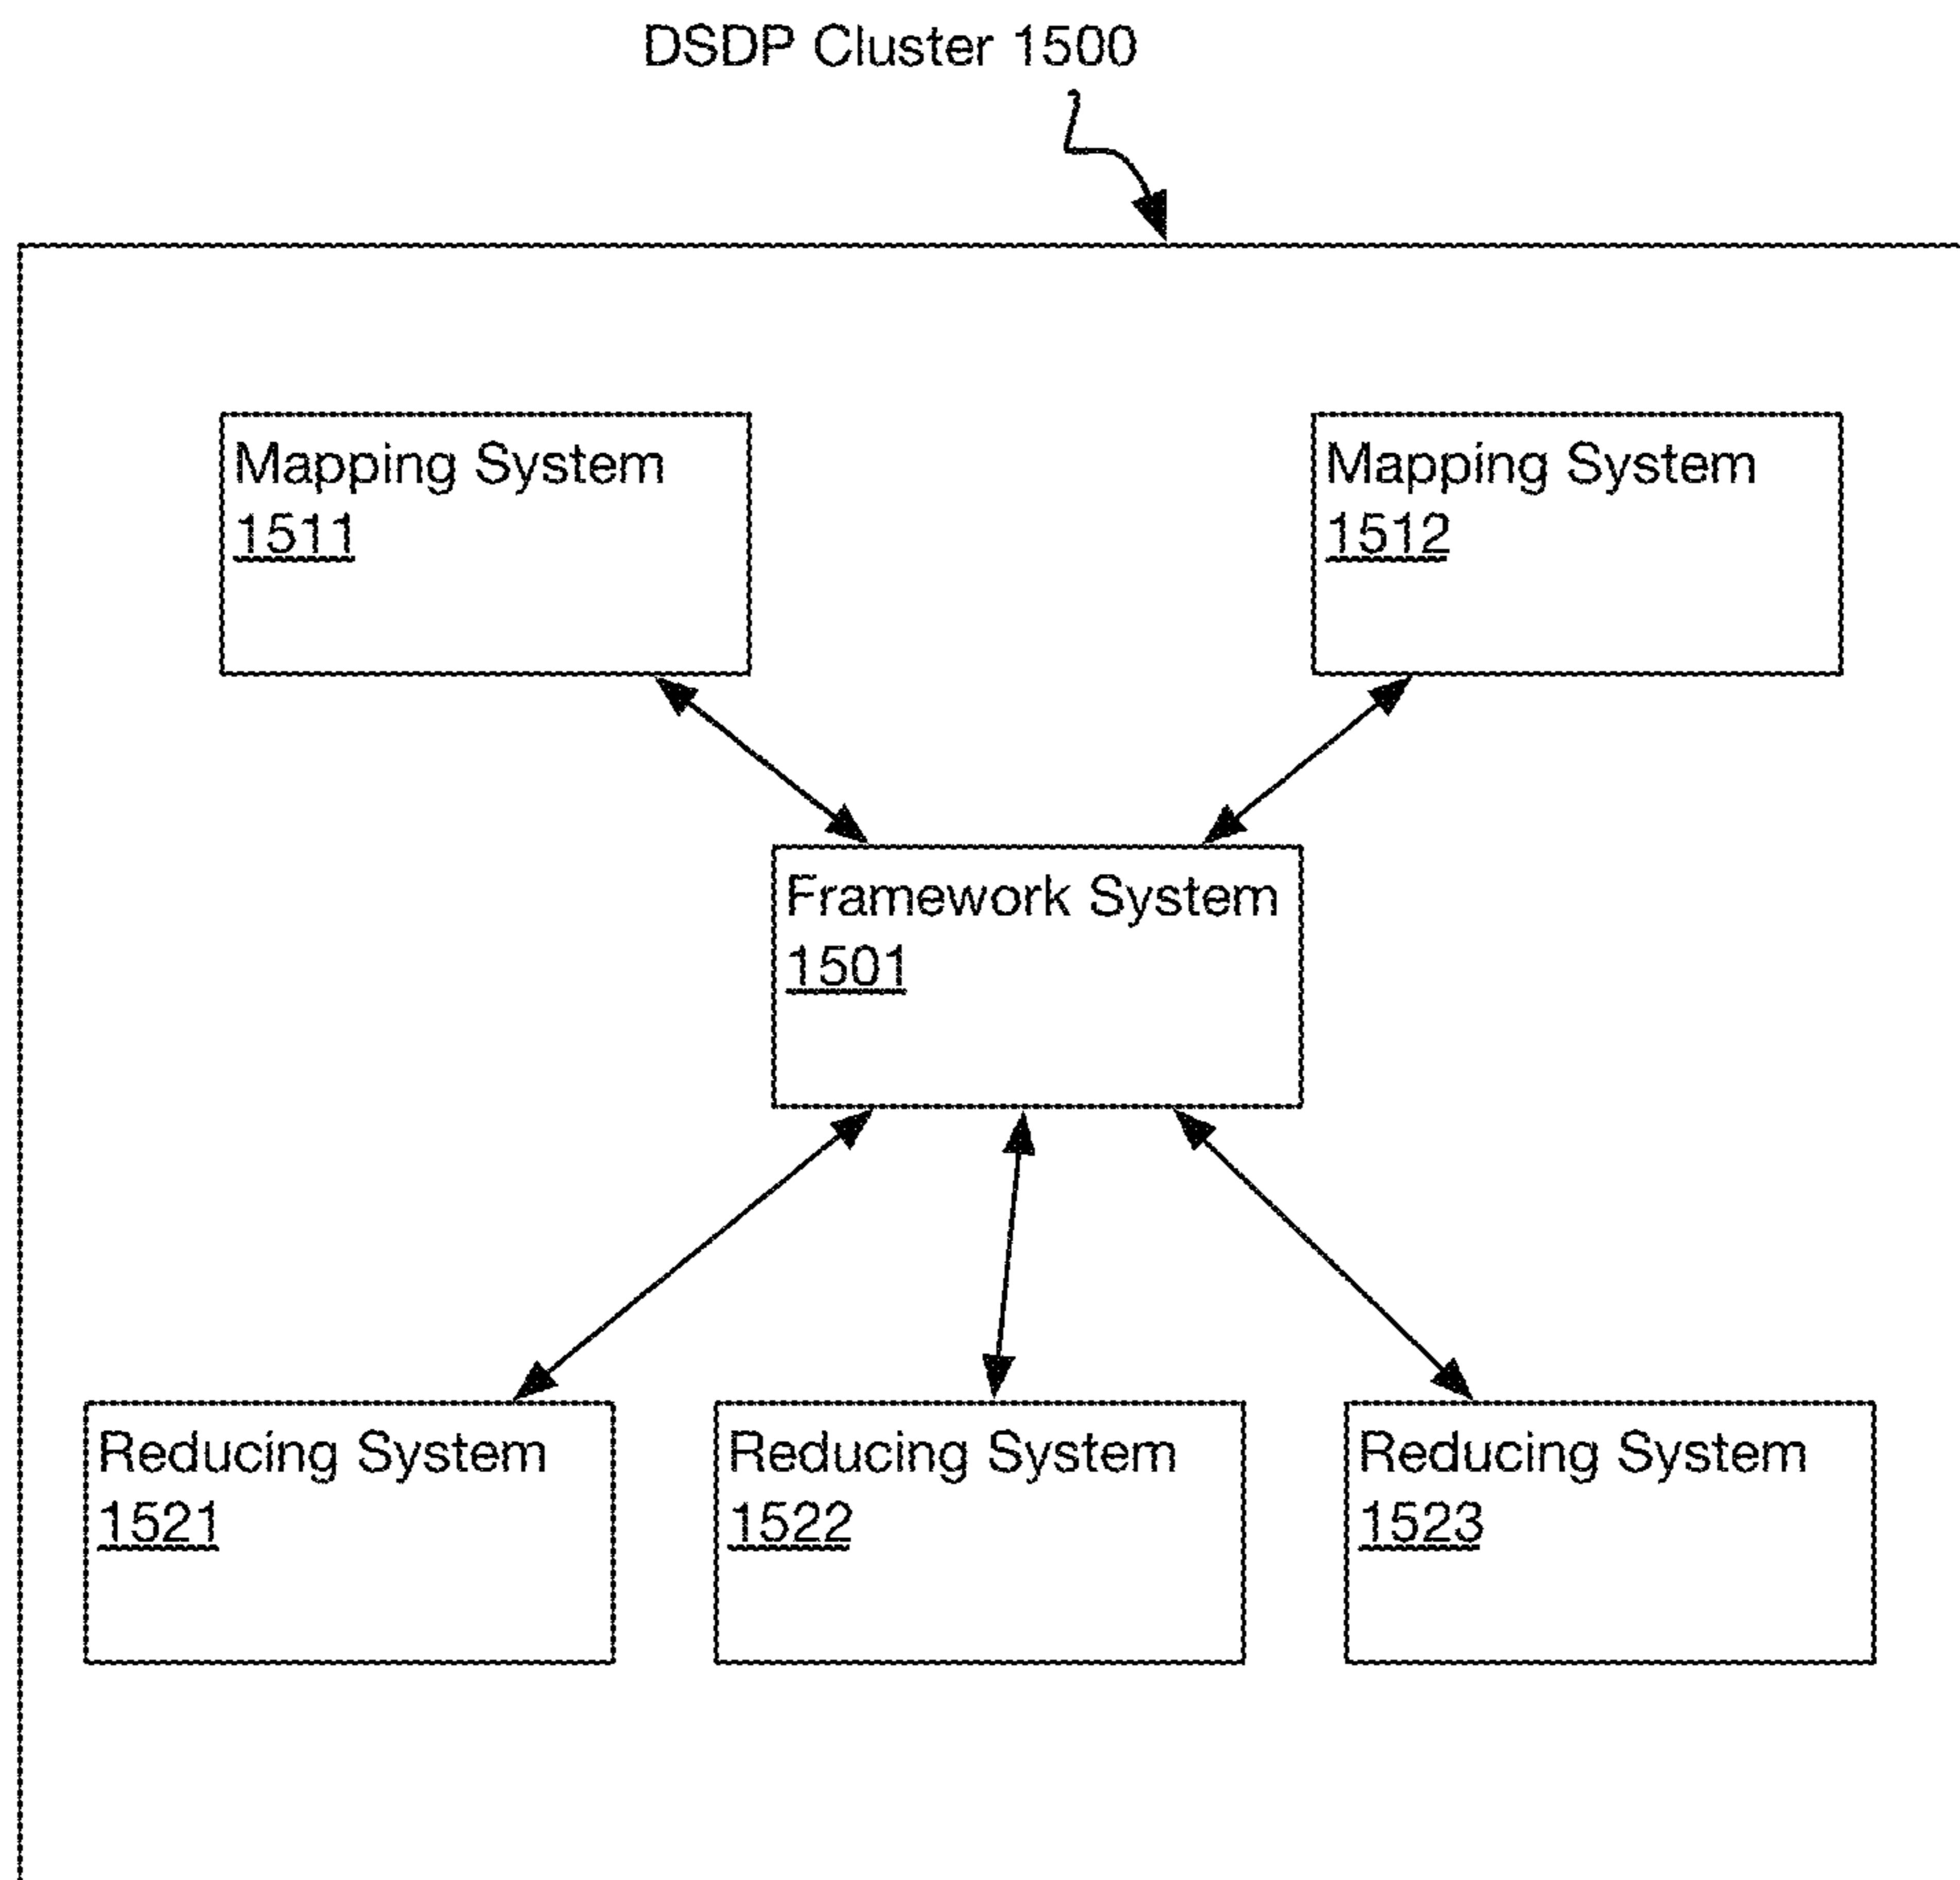 DSDP Cluster 1500
Mapping System
1511
Mapping System
1512
Framework System
1501
Reducing System
1521
Reducing System
1522
Reducing System
1523